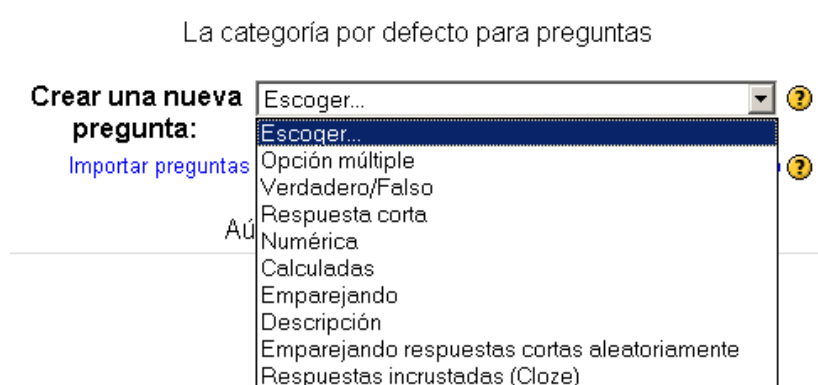 La categoría por defecto para preguntas
Crear una nueva pregunta:
Escoger...
Escoger...
Importar preguntas
Opción múltiple
Verdadero/Falso
Respuesta corta
Aú
Numérica
Calculadas
Emparejando
Descripción
Emparejando respuestas cortas aleatoriamente
Respuestas incrustadas (Cloze)